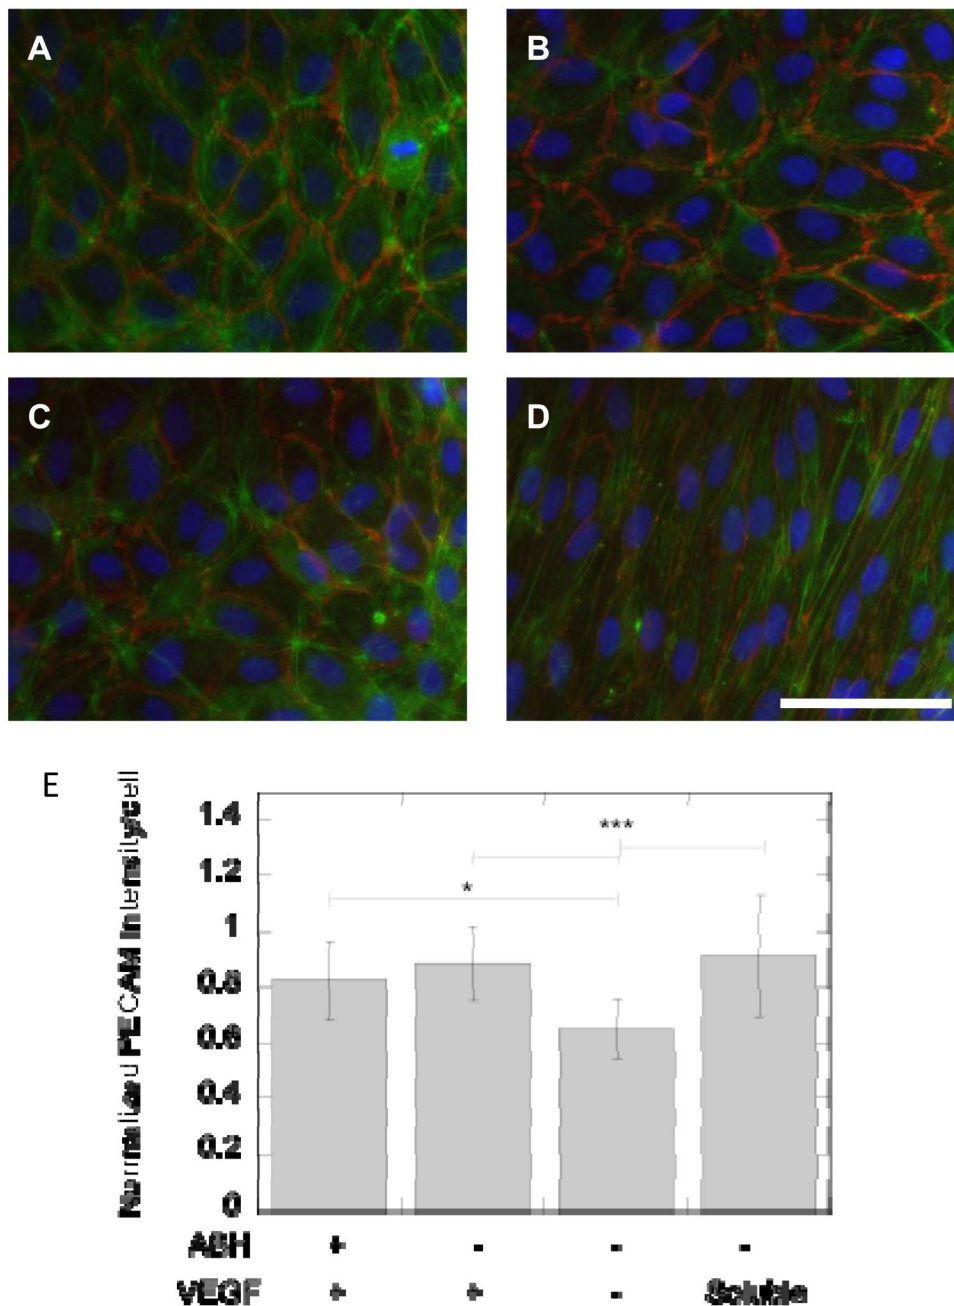 A
B
C
D
E
Normalized PECAM Intensity/cell
1.4
1.2
1
0.8
0.6
0.4
0.2
0
***
*
ABH + - - -
VEGF + + - Soluble